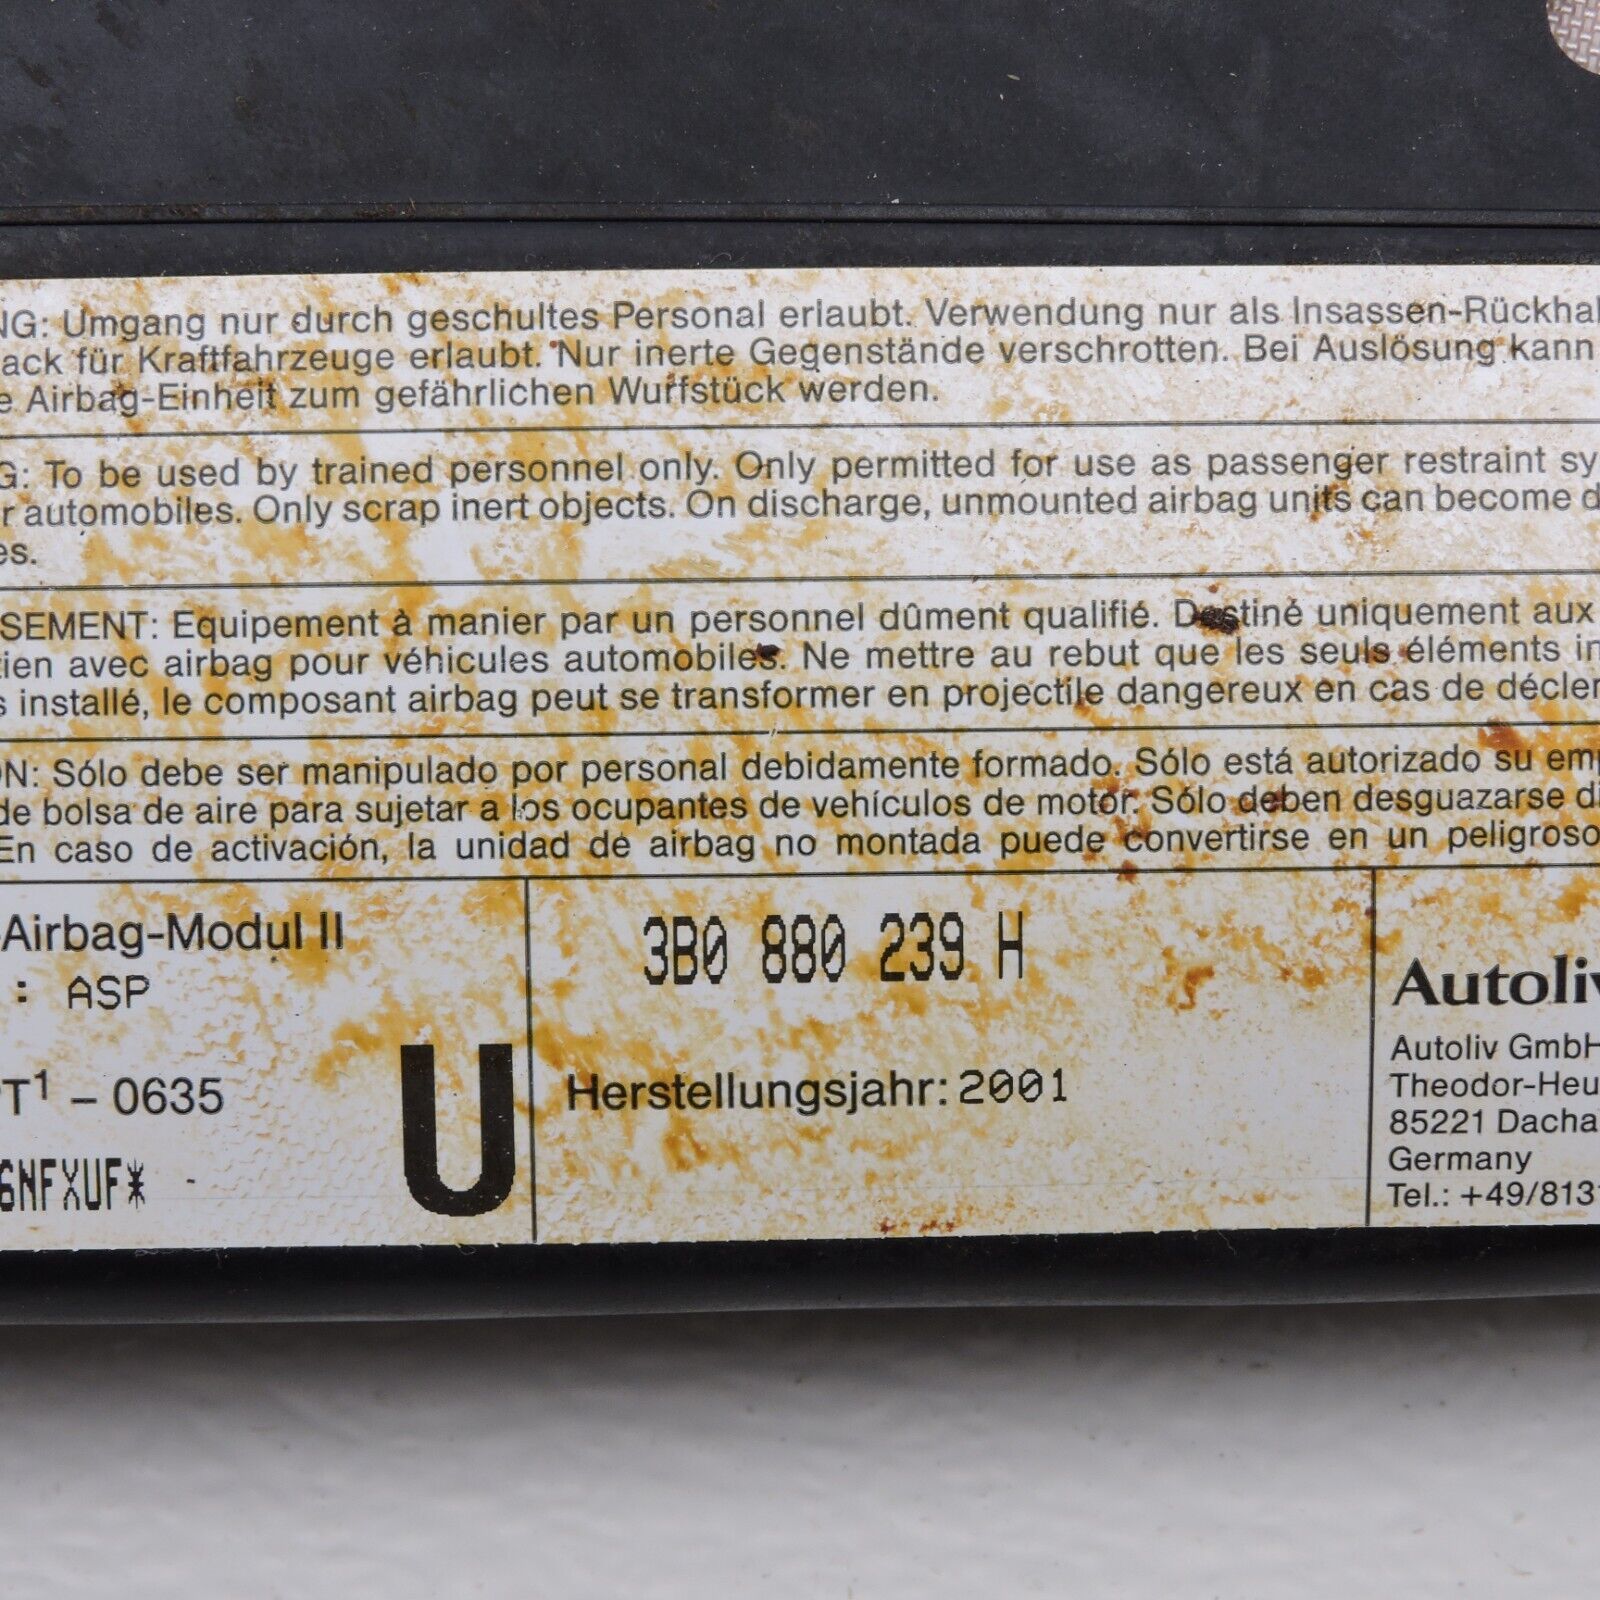 NG: Umgang nur durch geschultes Personal erlaubt. Verwendung nur als Insassen-Rückhal
ack für Kraftfahrzeuge erlaubt. Nur inerte Gegenstände verschrotten. Bei Auslösung kann
e Airbag-Einheit zum gefährlichen Wurfstück werden.
G: To be used by trained personnel only. Only permitted for use as passenger restraint sy
r automobiles. Only scrap inert objects. On discharge, unmounted airbag units can become d
es.
SEMENT: Equipement à manier par un personnel dûment qualifié. Destiné uniquement aux
tien avec airbag pour véhicules automobiles. Ne mettre au rebut que les seuls éléments in
s installé, le composant airbag peut se transformer en projectile dangereux en cas de déclen
ON: Sólo debe ser manipulado por personal debidamente formado. Sólo está autorizado su emp
de bolsa de aire para sujetar a los ocupantes de vehículos de motor. Sólo deben desguazarse di
En caso de activación, la unidad de airbag no montada puede convertirse en un peligroso
-Airbag-Modul II
: ASP
PT¹ – 0635
6NFXUF*
U
3B0 880 239 H
Herstellungsjahr: 2001
Autoliv
Autoliv GmbH
Theodor-Heu
85221 Dacha
Germany
Tel.: +49/8131